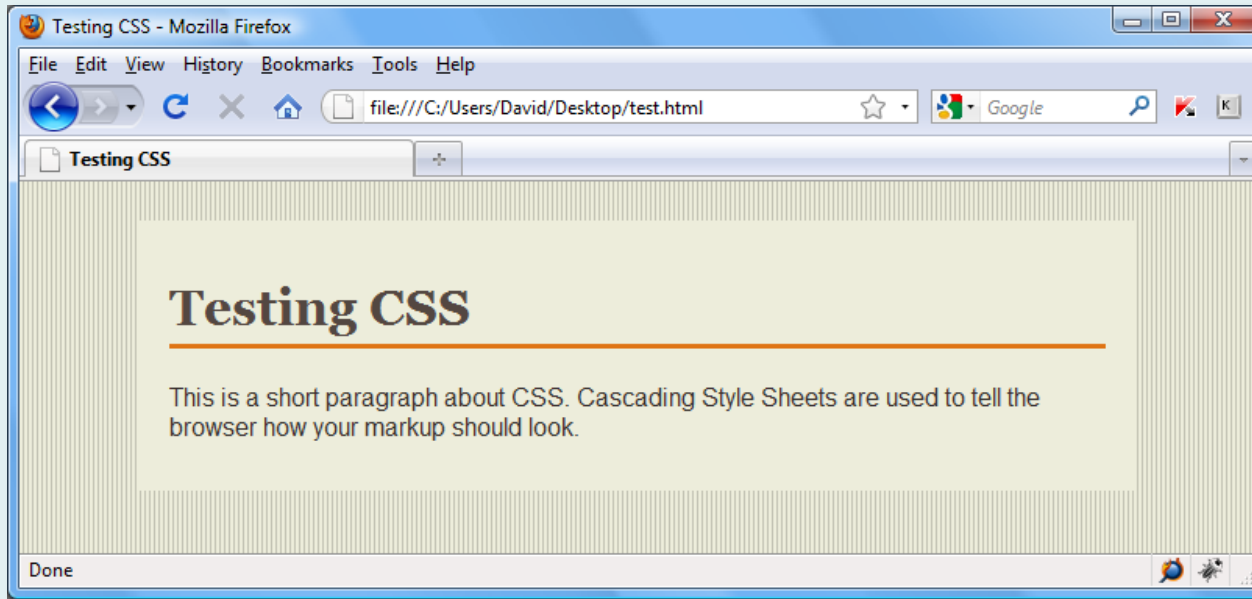 Testing CSS - Mozilla Firefox
File Edit View History Bookmarks Tools Help
file:///C:/Users/David/Desktop/test.html Google K
Testing CSS
Testing CSS
This is a short paragraph about CSS. Cascading Style Sheets are used to tell the
browser how your markup should look.
Done